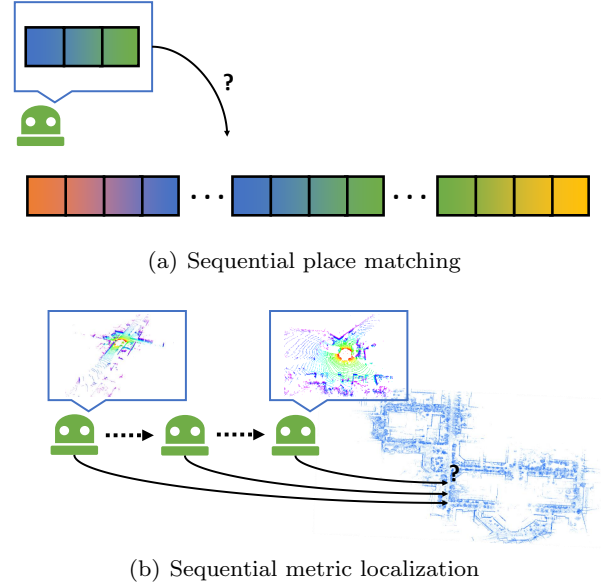 ?
· · ·
· · ·
(a) Sequential place matching
?
(b) Sequential metric localization